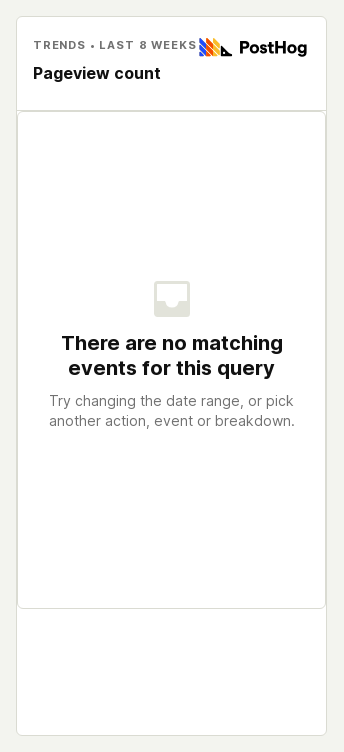 TRENDS • LAST 8 WEEKS
PostHog
Pageview count
There are no matching
events for this query
Try changing the date range, or pick
another action, event or breakdown.